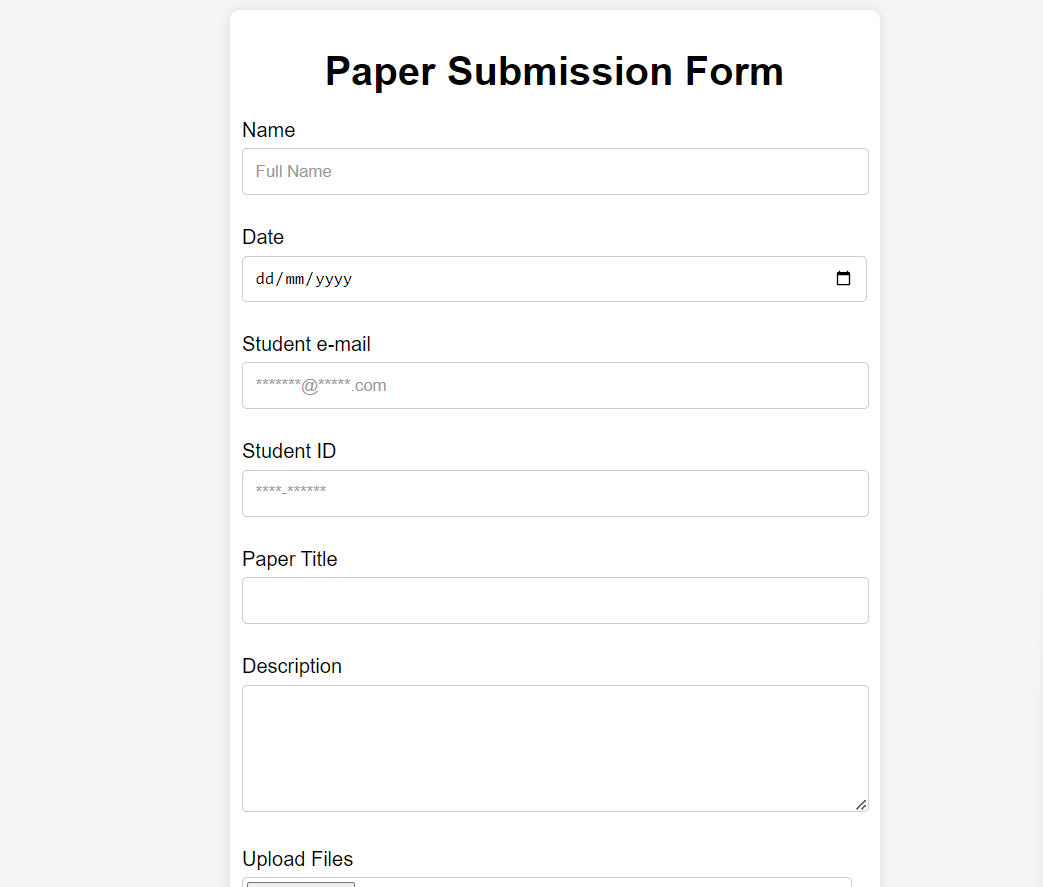 Paper Submission Form
Name
Full Name
Date
dd/mm/yyyy
Student e-mail
*******@*****.com
Student ID
****-******
Paper Title
Description
Upload Files